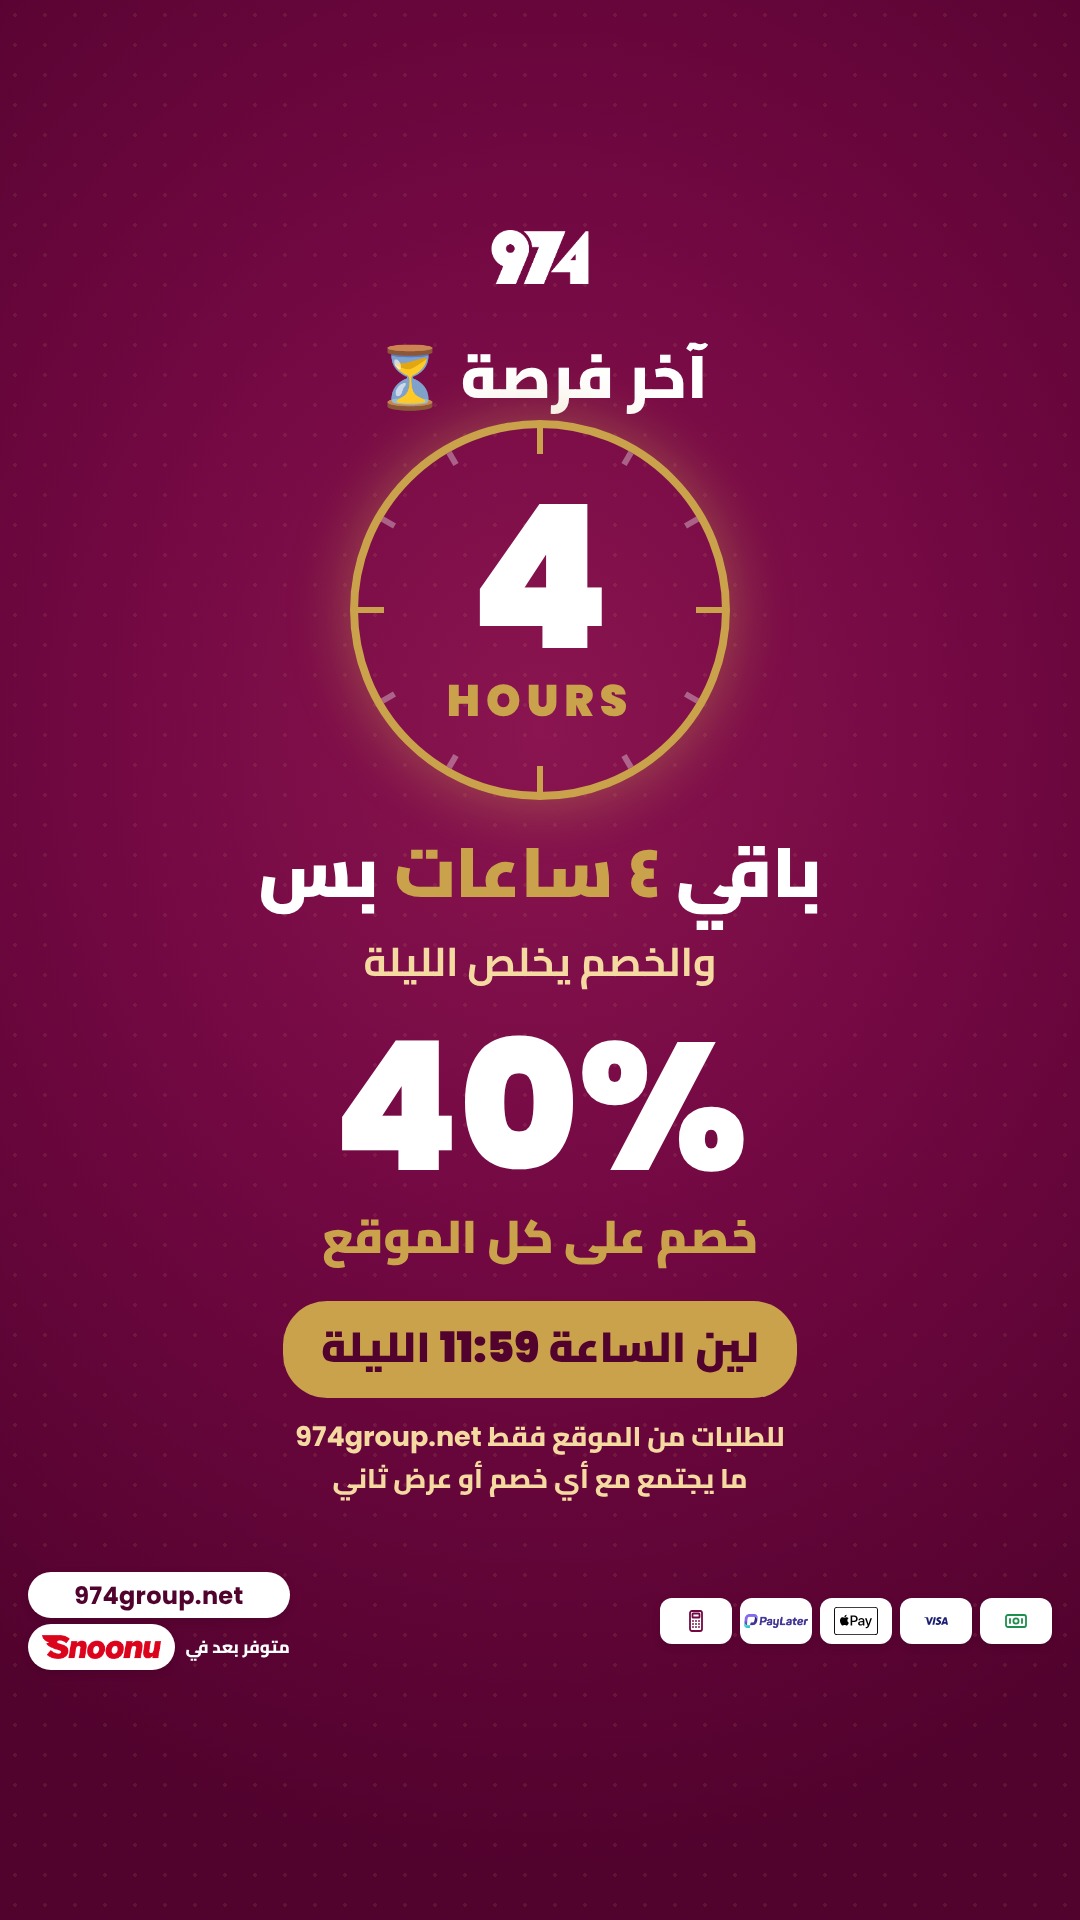 974
آخر فرصة ⏳
4
HOURS
باقي ٤ ساعات بس
والخصم يخلص الليلة
40%
خصم على كل الموقع
لين الساعة 11:59 الليلة
للطلبات من الموقع فقط 974group.net
ما يجتمع مع أي خصم أو عرض ثاني
974group.net
متوفر بعد في Snoonu
PayLater
Pay
VISA